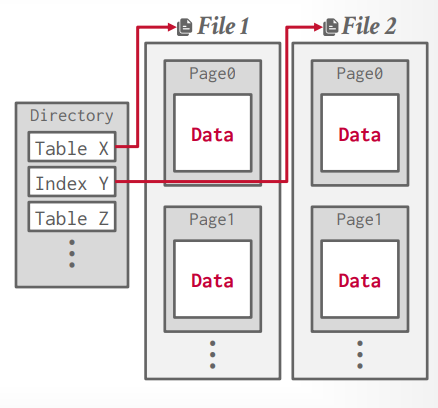 File 1
File 2
Directory
Table X
Index Y
Table Z
Page0
Data
Page1
Data
Page0
Data
Page1
Data